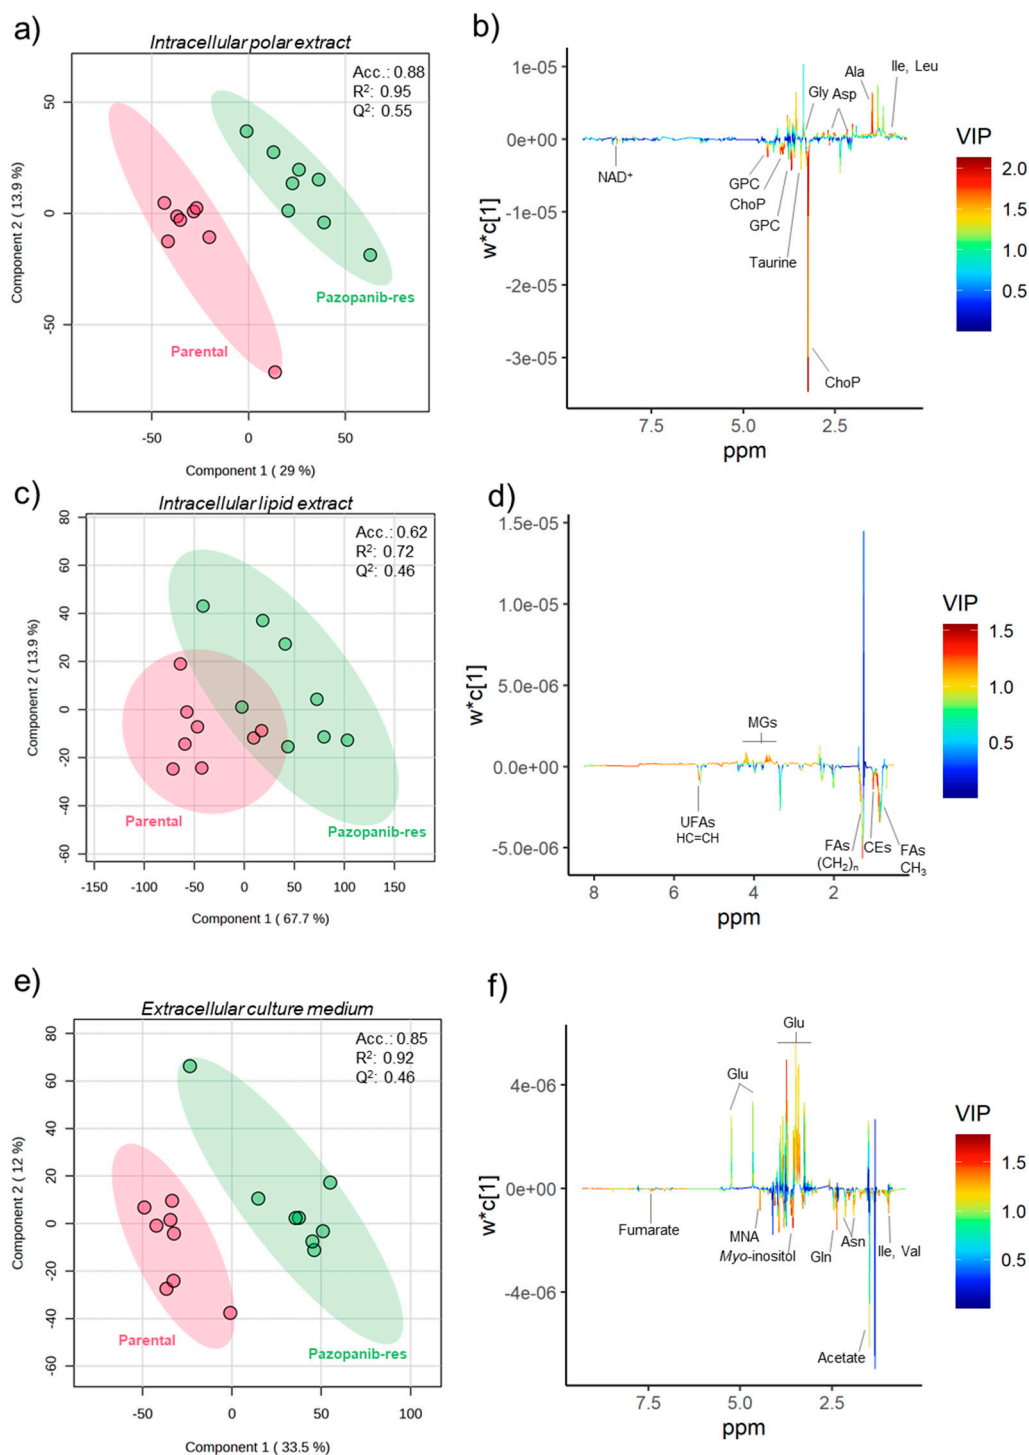 a)
Intracellular polar extract
Acc.: 0.88
R²: 0.95
Q²: 0.55
50
0
-50
Component 2 ( 13.9 %)
Parental
Pazopanib-res
-50
0
50
Component 1 ( 29 %)
b)
1e-05
0e+00
-1e-05
-2e-05
-3e-05
w*c[1]
Ile, Leu
Ala
Gly
Asp
NAD⁺
GPC
ChoP
GPC
Taurine
ChoP
7.5
5.0
2.5
ppm
VIP
2.0
1.5
1.0
0.5
c)
Intracellular lipid extract
Acc.: 0.62
R²: 0.72
Q²: 0.46
80
60
40
20
0
-20
-40
-60
Component 2 ( 13.9 %)
Parental
Pazopanib-res
-150
-100
-50
0
50
100
150
Component 1 ( 67.7 %)
d)
1.5e-05
1.0e-05
5.0e-06
0.0e+00
-5.0e-06
w*c[1]
MGs
UFAs
HC=CH
FAs
(CH₂)ₙ
CEs
FAs
CH₃
8
6
4
2
ppm
VIP
1.5
1.0
0.5
e)
Extracellular culture medium
Acc.: 0.85
R²: 0.92
Q²: 0.46
80
60
40
20
0
-20
-40
-60
Component 2 ( 12 %)
Parental
Pazopanib-res
-50
0
50
100
Component 1 ( 33.5 %)
f)
4e-06
0e+00
-4e-06
w*c[1]
Glu
Glu
Fumarate
MNA
Myo-inositol
Gln
Asn
Ile, Val
Acetate
7.5
5.0
2.5
ppm
VIP
1.5
1.0
0.5